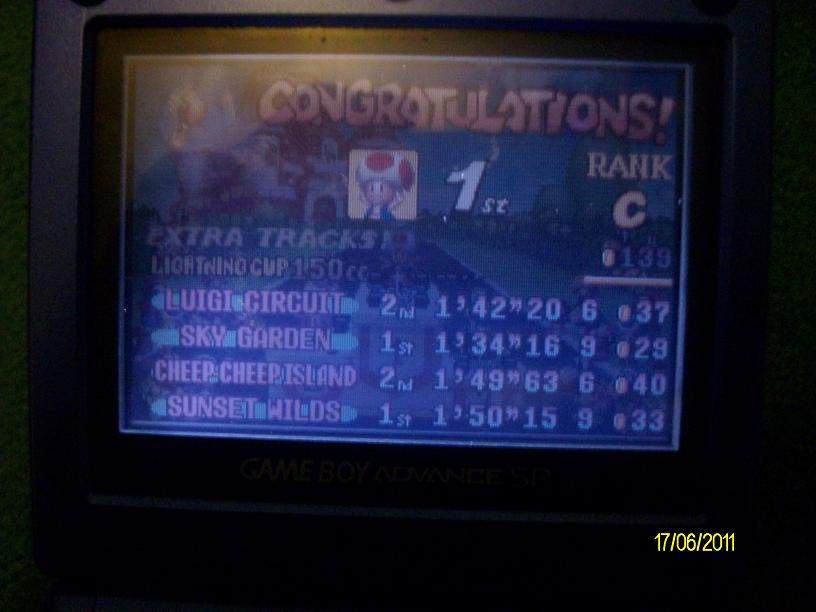 CONGRATULATIONS!
1st
RANK
C
EXTRA TRACKS!
139
LIGHTNING CUP 150cc
LUIGI CIRCUIT 2nd 1'42"20 6 37
SKY GARDEN 1st 1'34"16 9 29
CHEEP-CHEEP ISLAND 2nd 1'49"63 6 40
SUNSET WILDS 1st 1'50"15 9 33
GAME BOY ADVANCE SP
17/06/2011